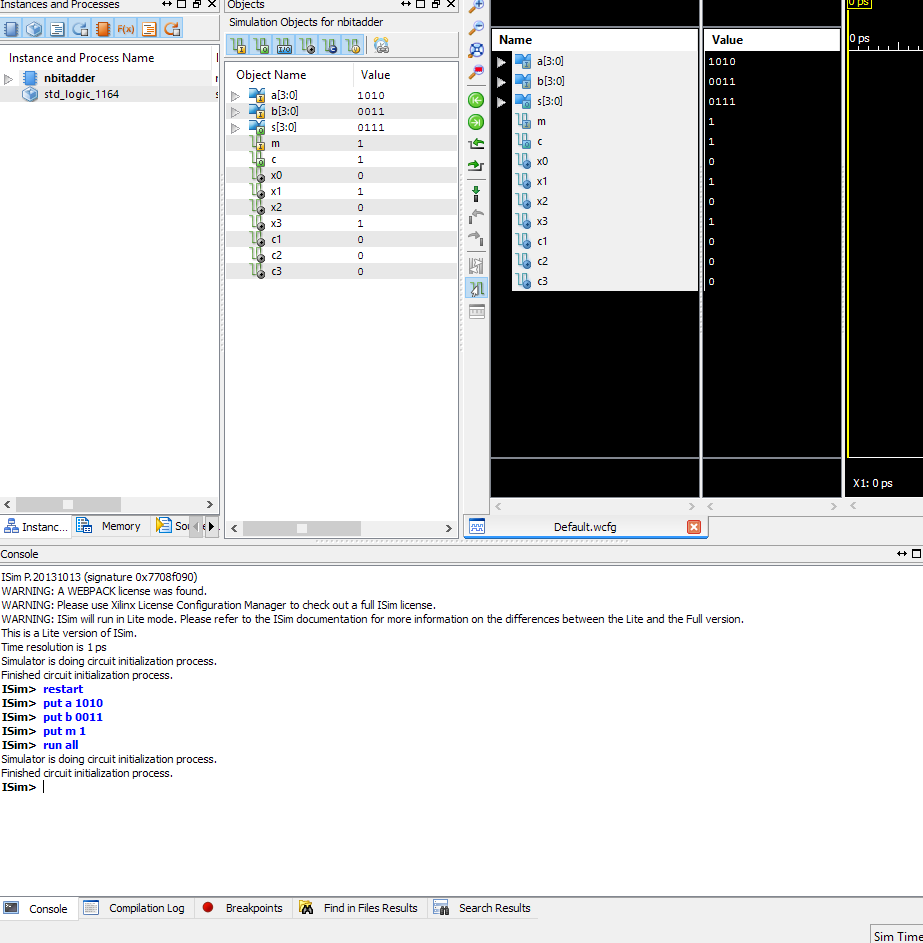 Instances and Processes
Instance and Process Name
nbitadder
std_logic_1164
Instanc...
Memory
Objects
Simulation Objects for nbitadder
Object Name Value
a[3:0] 1010
b[3:0] 0011
s[3:0] 0111
m 1
c 1
x0 0
x1 1
x2 0
x3 1
c1 0
c2 0
c3 0
Name Value
a[3:0] 1010
b[3:0] 0011
s[3:0] 0111
m 1
c 1
x0 0
x1 1
x2 0
x3 1
c1 0
c2 0
c3 0
0 ps
0 ps
X1: 0 ps
Default.wcfg
Console
ISim P.20131013 (signature 0x7708f090)
WARNING: A WEBPACK license was found.
WARNING: Please use Xilinx License Configuration Manager to check out a full ISim license.
WARNING: ISim will run in Lite mode. Please refer to the ISim documentation for more information on the differences between the Lite and the Full version.
This is a Lite version of ISim.
Time resolution is 1 ps
Simulator is doing circuit initialization process.
Finished circuit initialization process.
ISim> restart
ISim> put a 1010
ISim> put b 0011
ISim> put m 1
ISim> run all
Simulator is doing circuit initialization process.
Finished circuit initialization process.
ISim>
Console Compilation Log Breakpoints Find in Files Results Search Results
Sim Time